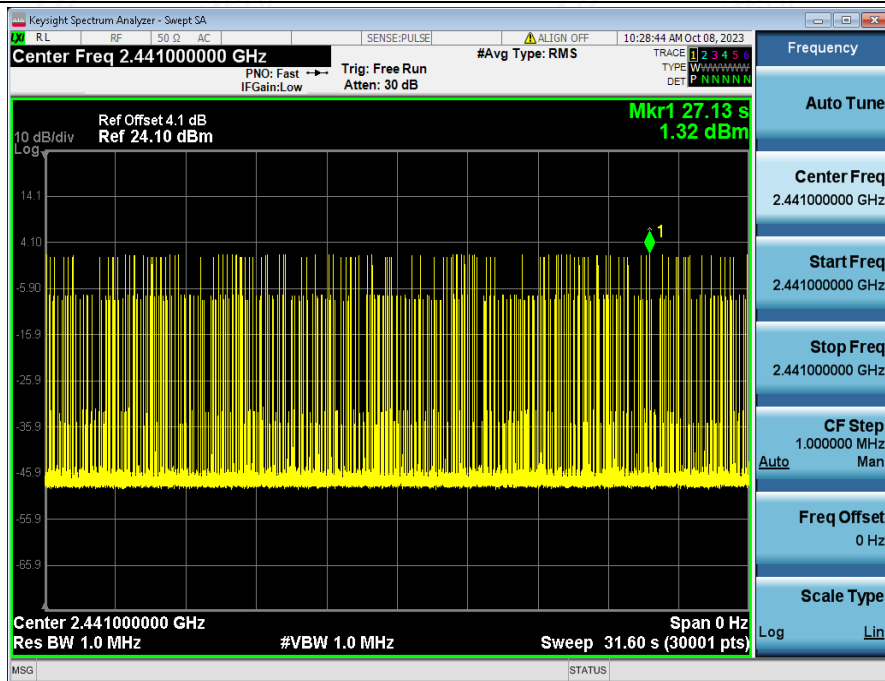 Keysight Spectrum Analyzer - Swept SA
LXI RL RF 50 Ω AC SENSE:PULSE ALIGN OFF 10:28:44 AM Oct 08, 2023
Center Freq 2.441000000 GHz
PNO: Fast
IFGain:Low
Trig: Free Run
Atten: 30 dB
#Avg Type: RMS
TRACE 1 2 3 4 5 6
TYPE WWWWWW
DET P N N N N N
Mkr1 27.13 s
1.32 dBm
Ref Offset 4.1 dB
10 dB/div Ref 24.10 dBm
Log
1
14.1
4.10
-5.90
-15.9
-25.9
-35.9
-45.9
-55.9
-65.9
Center 2.441000000 GHz Span 0 Hz
Res BW 1.0 MHz #VBW 1.0 MHz Sweep 31.60 s (30001 pts)
MSG STATUS
Frequency
Auto Tune
Center Freq
2.441000000 GHz
Start Freq
2.441000000 GHz
Stop Freq
2.441000000 GHz
CF Step
1.000000 MHz
Auto Man
Freq Offset
0 Hz
Scale Type
Log Lin